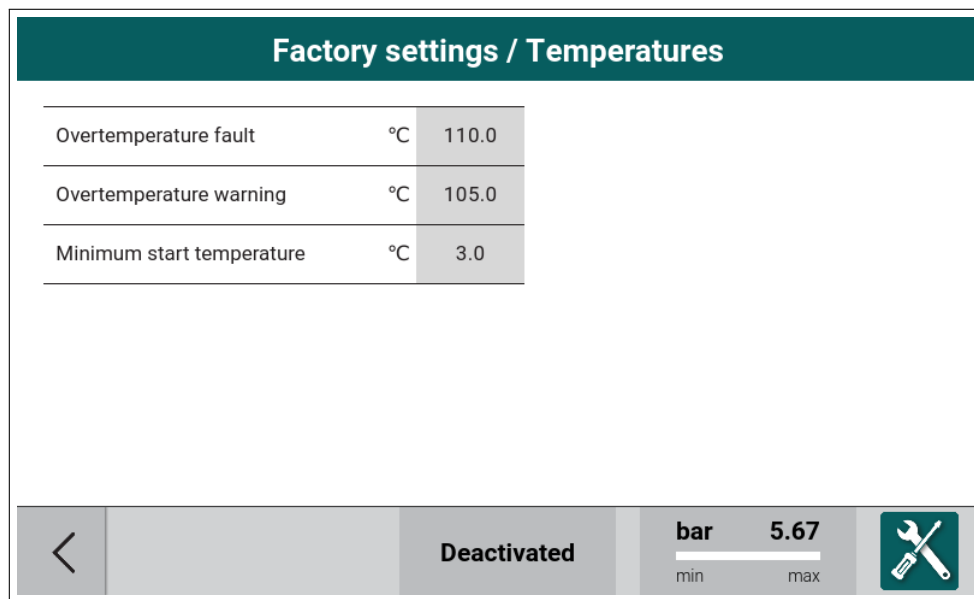 Factory settings / Temperatures
Overtemperature fault °C 110.0
Overtemperature warning °C 105.0
Minimum start temperature °C 3.0
Deactivated
bar 5.67
min max